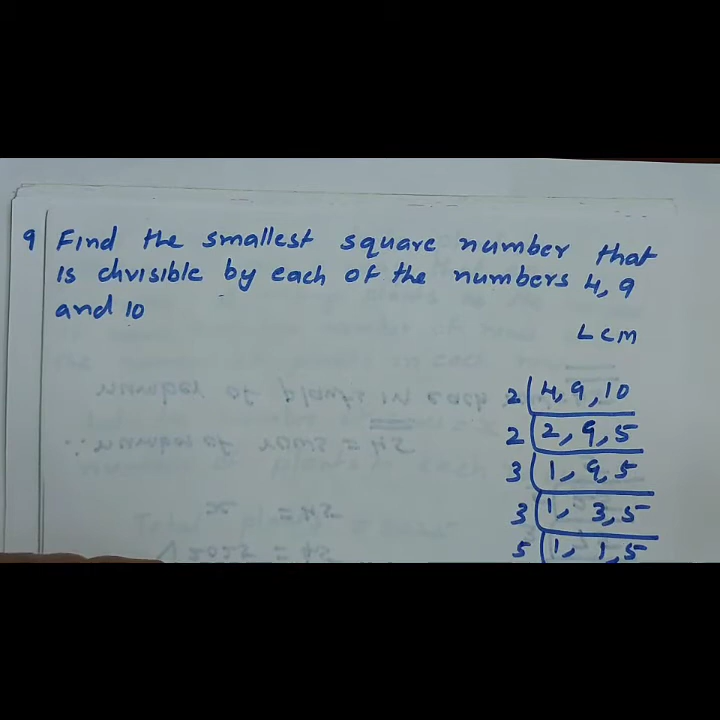 9 Find the smallest square number that
is divisible by each of the numbers 4, 9
and 10
LCM
2 | 4, 9, 10
2 | 2, 9, 5
3 | 1, 9, 5
3 | 1, 3, 5
5 | 1, 1, 5